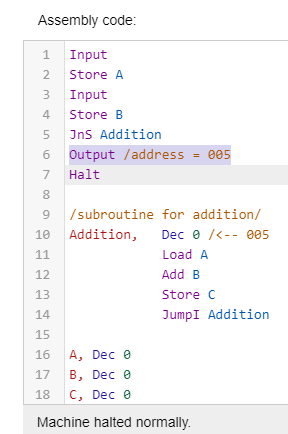 Assembly code:
1 Input
2 Store A
3 Input
4 Store B
5 JnS Addition
6 Output /address = 005
7 Halt
8
9 /subroutine for addition/
10 Addition, Dec 0 /<-- 005
11 Load A
12 Add B
13 Store C
14 JumpI Addition
15
16 A, Dec 0
17 B, Dec 0
18 C, Dec 0
Machine halted normally.